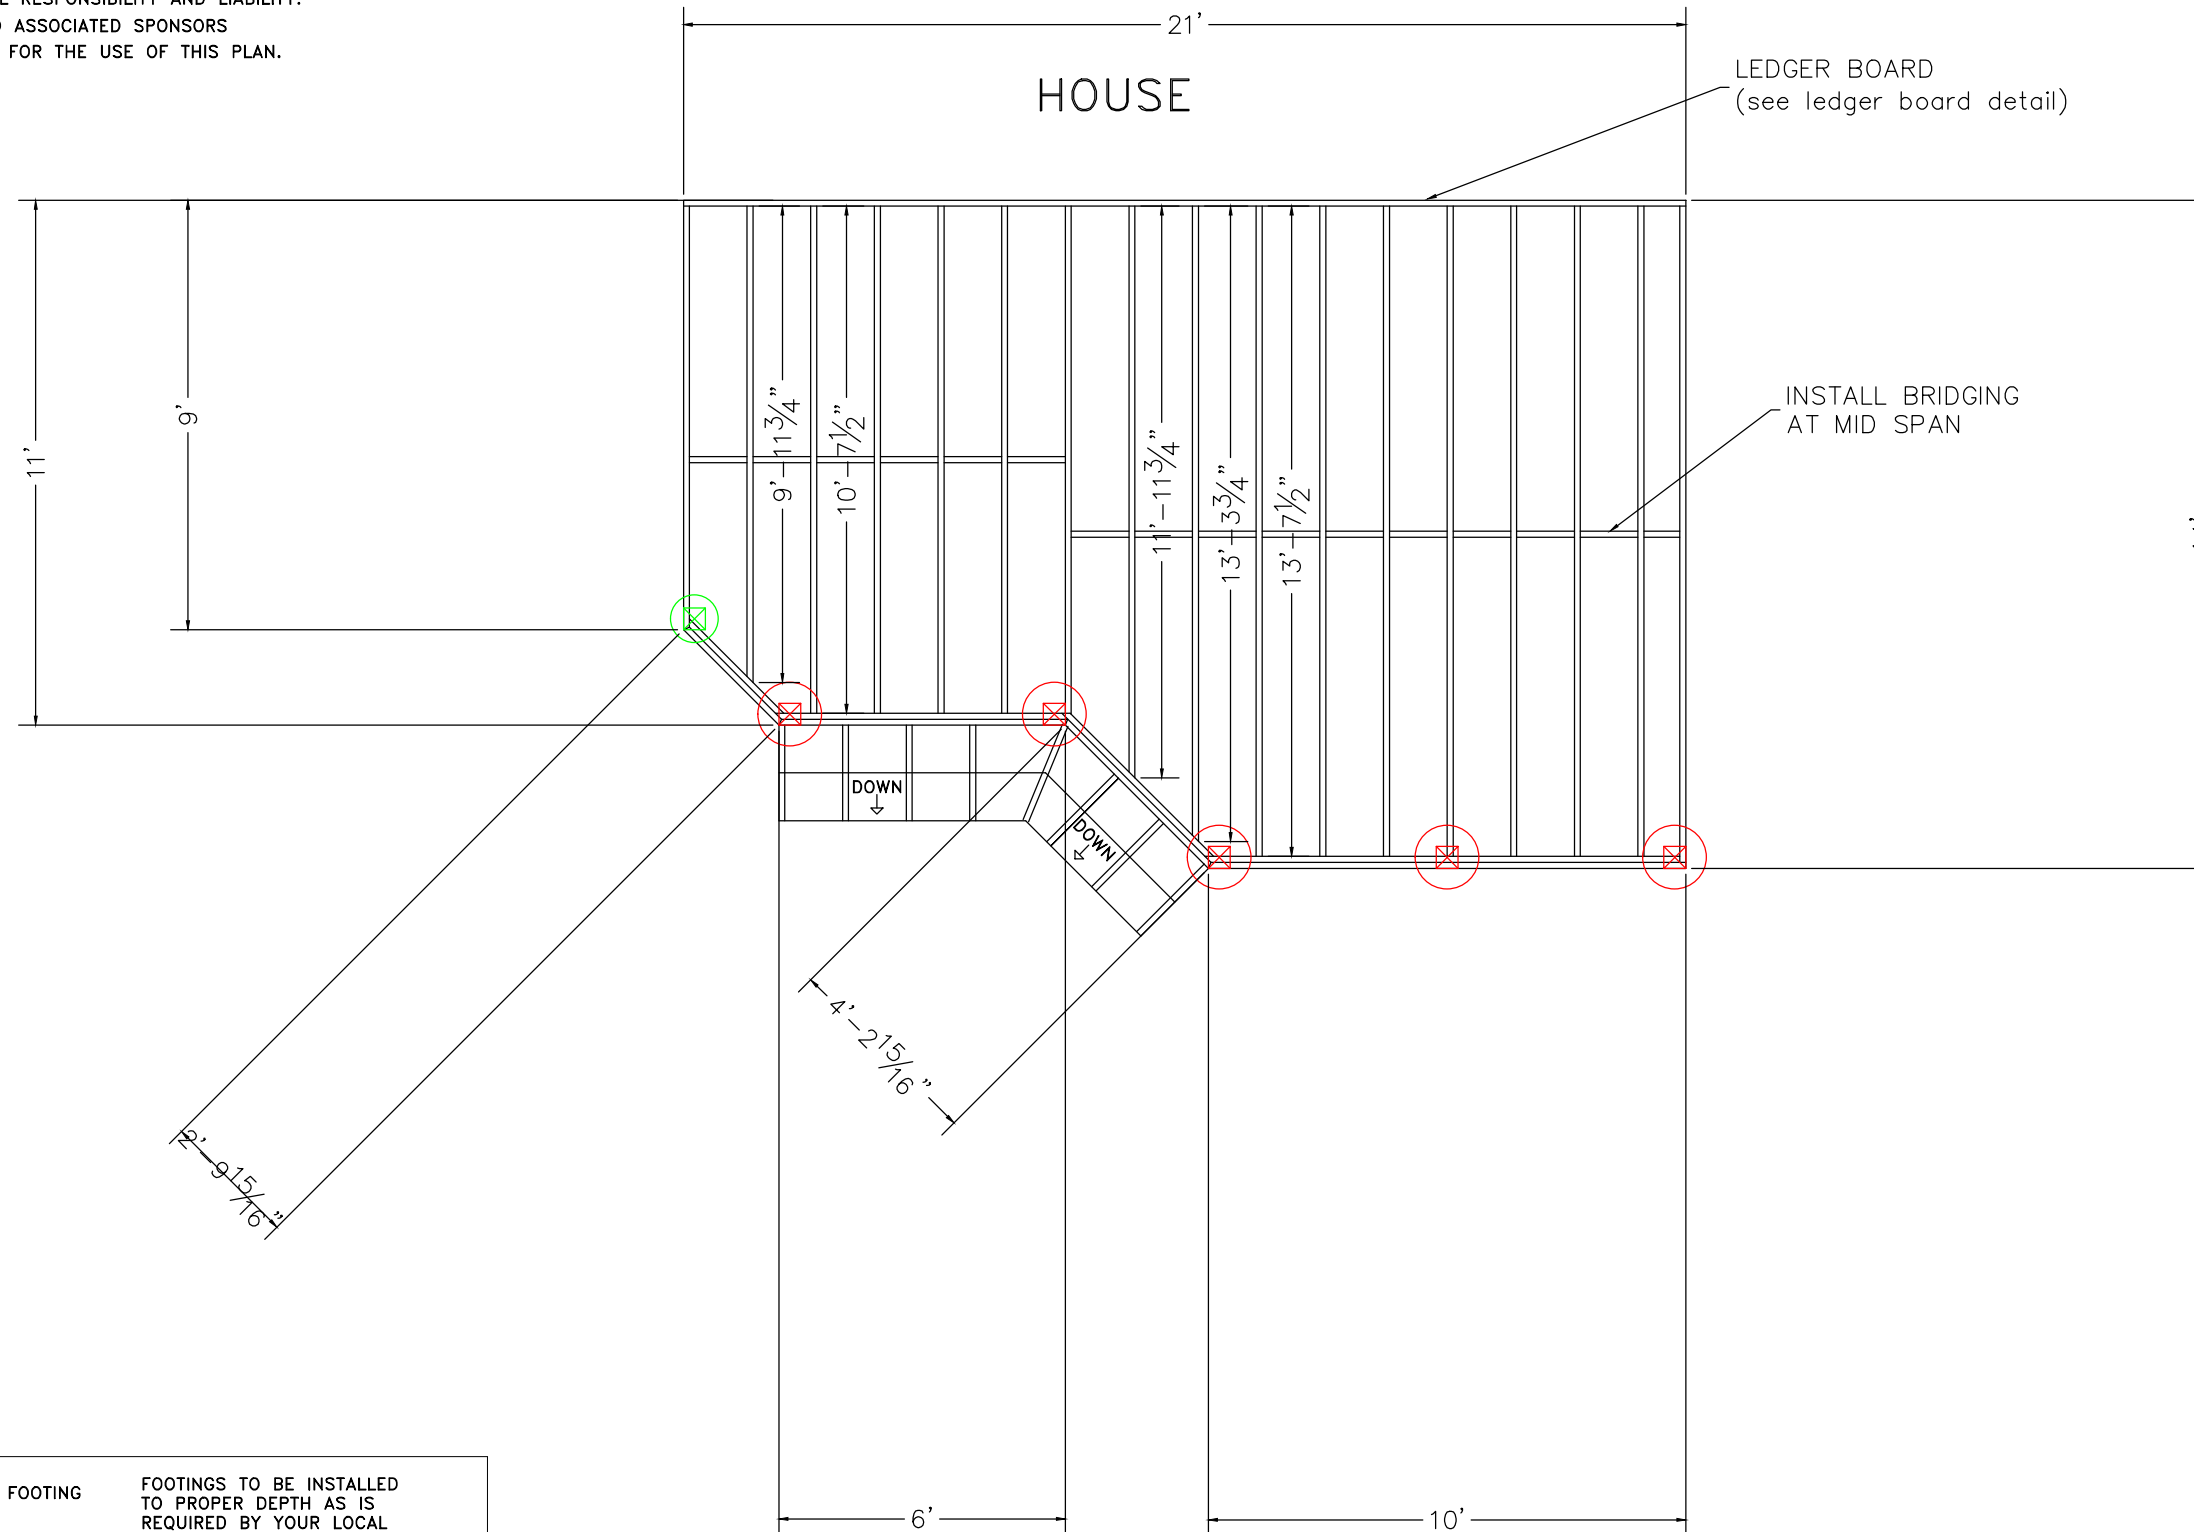 RESPONSIBILITY AND LIABILITY.
ASSOCIATED SPONSORS
FOR THE USE OF THIS PLAN.
21'
HOUSE
LEDGER BOARD
(see ledger board detail)
INSTALL BRIDGING
AT MID SPAN
11'
9'
9'-11 3/4"
10'-7 1/2"
11'-11 3/4"
13'-3 3/4"
13'-7 1/2"
DOWN
DOWN
4'-2 15/16"
2'-9 15/16"
FOOTING
FOOTINGS TO BE INSTALLED
TO PROPER DEPTH AS IS
REQUIRED BY YOUR LOCAL
6'
10'